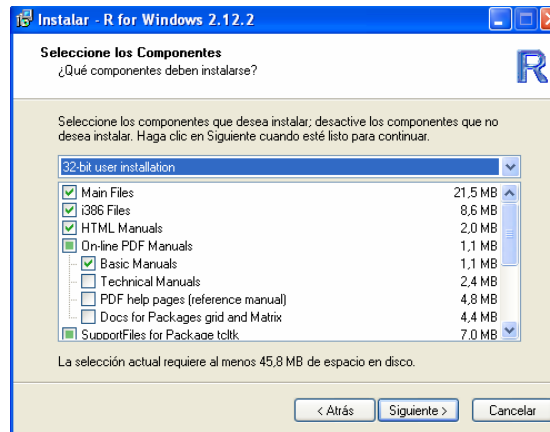 Instalar - R for Windows 2.12.2
Seleccione los Componentes
¿Qué componentes deben instalarse?
R
Seleccione los componentes que desea instalar; desactive los componentes que no
desea instalar. Haga clic en Siguiente cuando esté listo para continuar.
32-bit user installation
Main Files 21,5 MB
i386 Files 8,6 MB
HTML Manuals 2,0 MB
On-line PDF Manuals 1,1 MB
Basic Manuals 1,1 MB
Technical Manuals 2,4 MB
PDF help pages (reference manual) 4,8 MB
Docs for Packages grid and Matrix 4,4 MB
SupportFiles for Package tcltk 7,0 MB
La selección actual requiere al menos 45,8 MB de espacio en disco.
< Atrás Siguiente > Cancelar